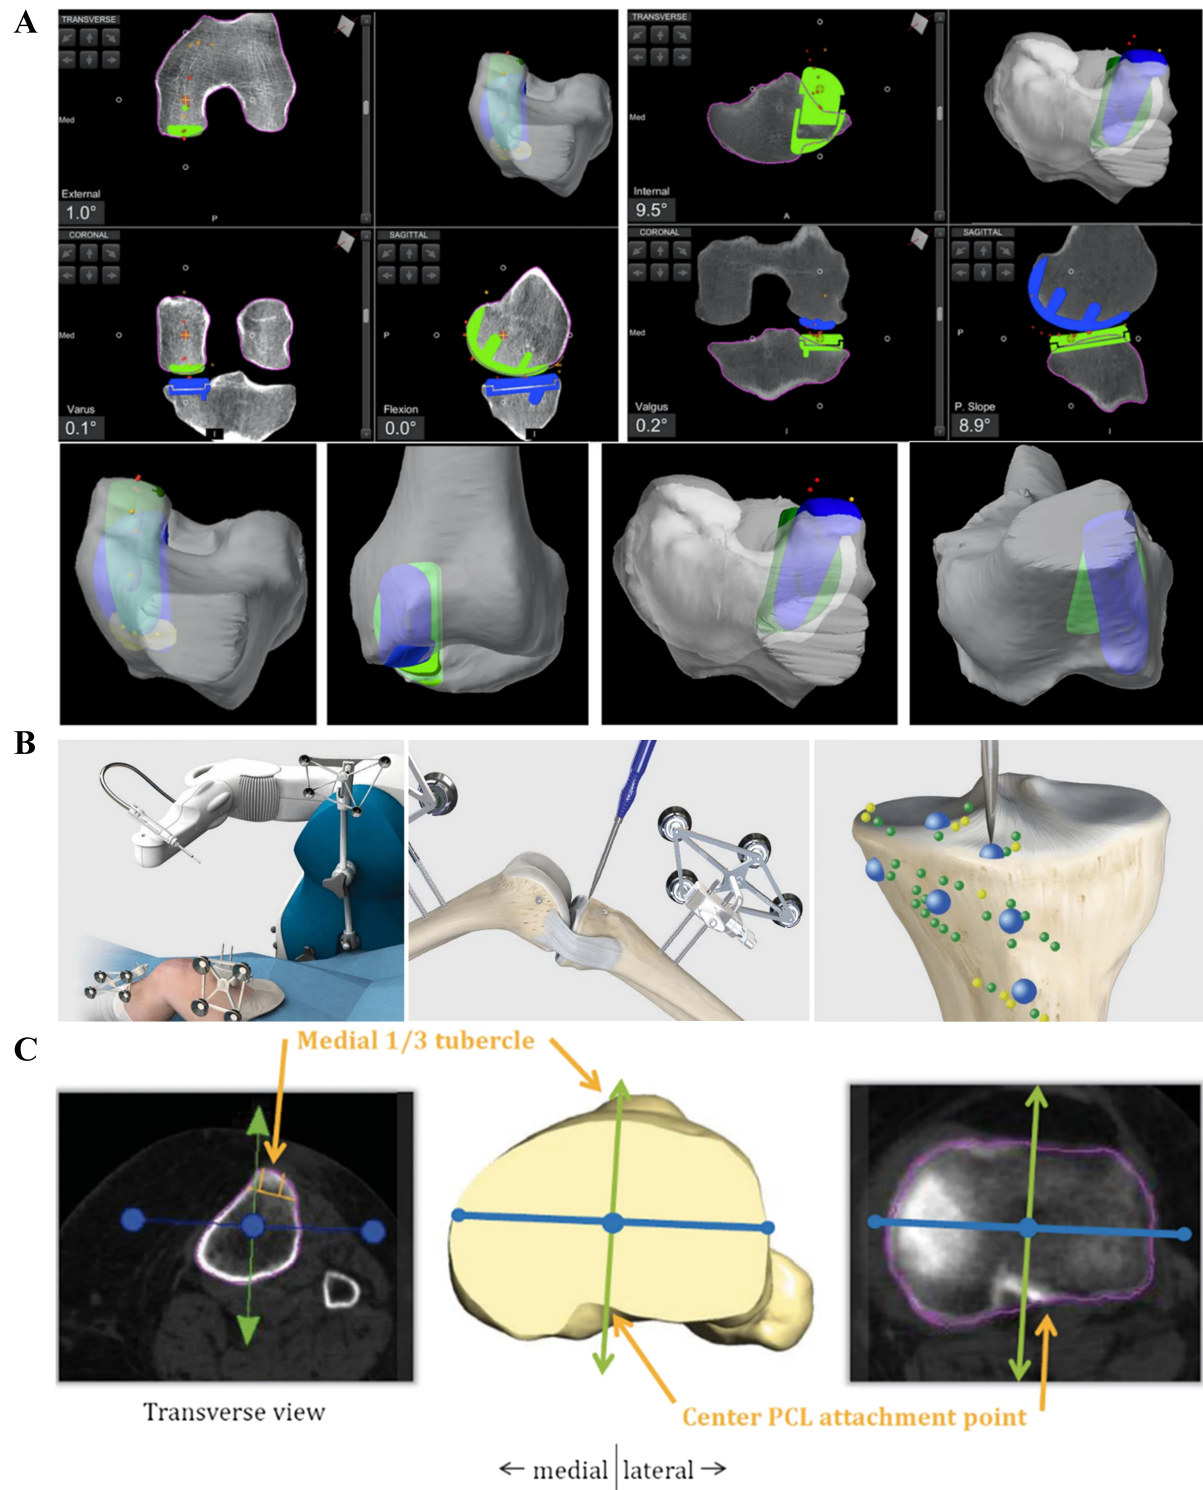 A
TRANSVERSE
Med
External
1.0°
P
TRANSVERSE
Med
Internal
9.5°
A
CORONAL
Med
Varus
0.1°
I
SAGITTAL
P
Flexion
0.0°
I
CORONAL
Med
Valgus
0.2°
I
SAGITTAL
P
P. Slope
8.9°
I
B
C
Medial 1/3 tubercle
Transverse view
Center PCL attachment point
← medial | lateral →